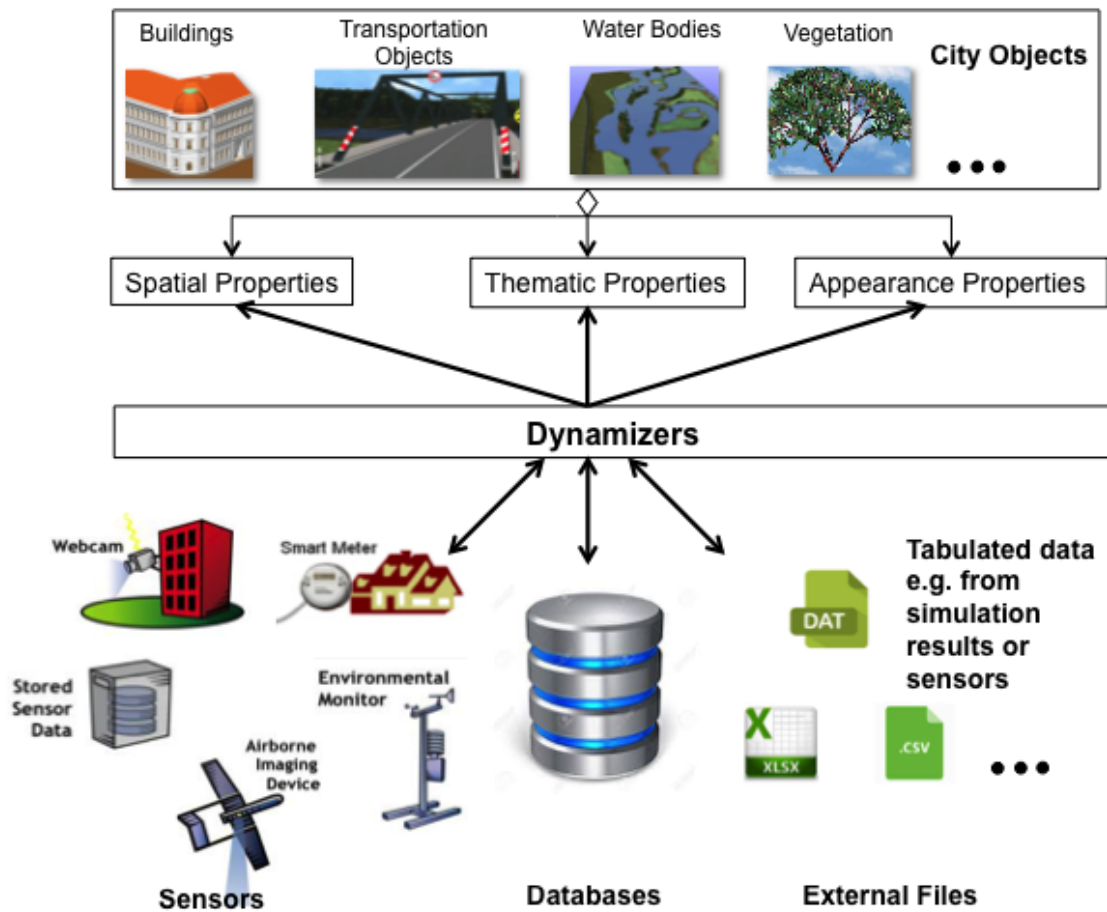 Buildings
Transportation
Objects
Water Bodies
Vegetation
City Objects
Spatial Properties
Thematic Properties
Appearance Properties
Dynamizers
Webcam
Smart Meter
Stored
Sensor
Data
Environmental
Monitor
Airborne
Imaging
Device
Sensors
Databases
Tabulated data
e.g. from
simulation
results or
sensors
DAT
X
XLSX
.CSV
External Files